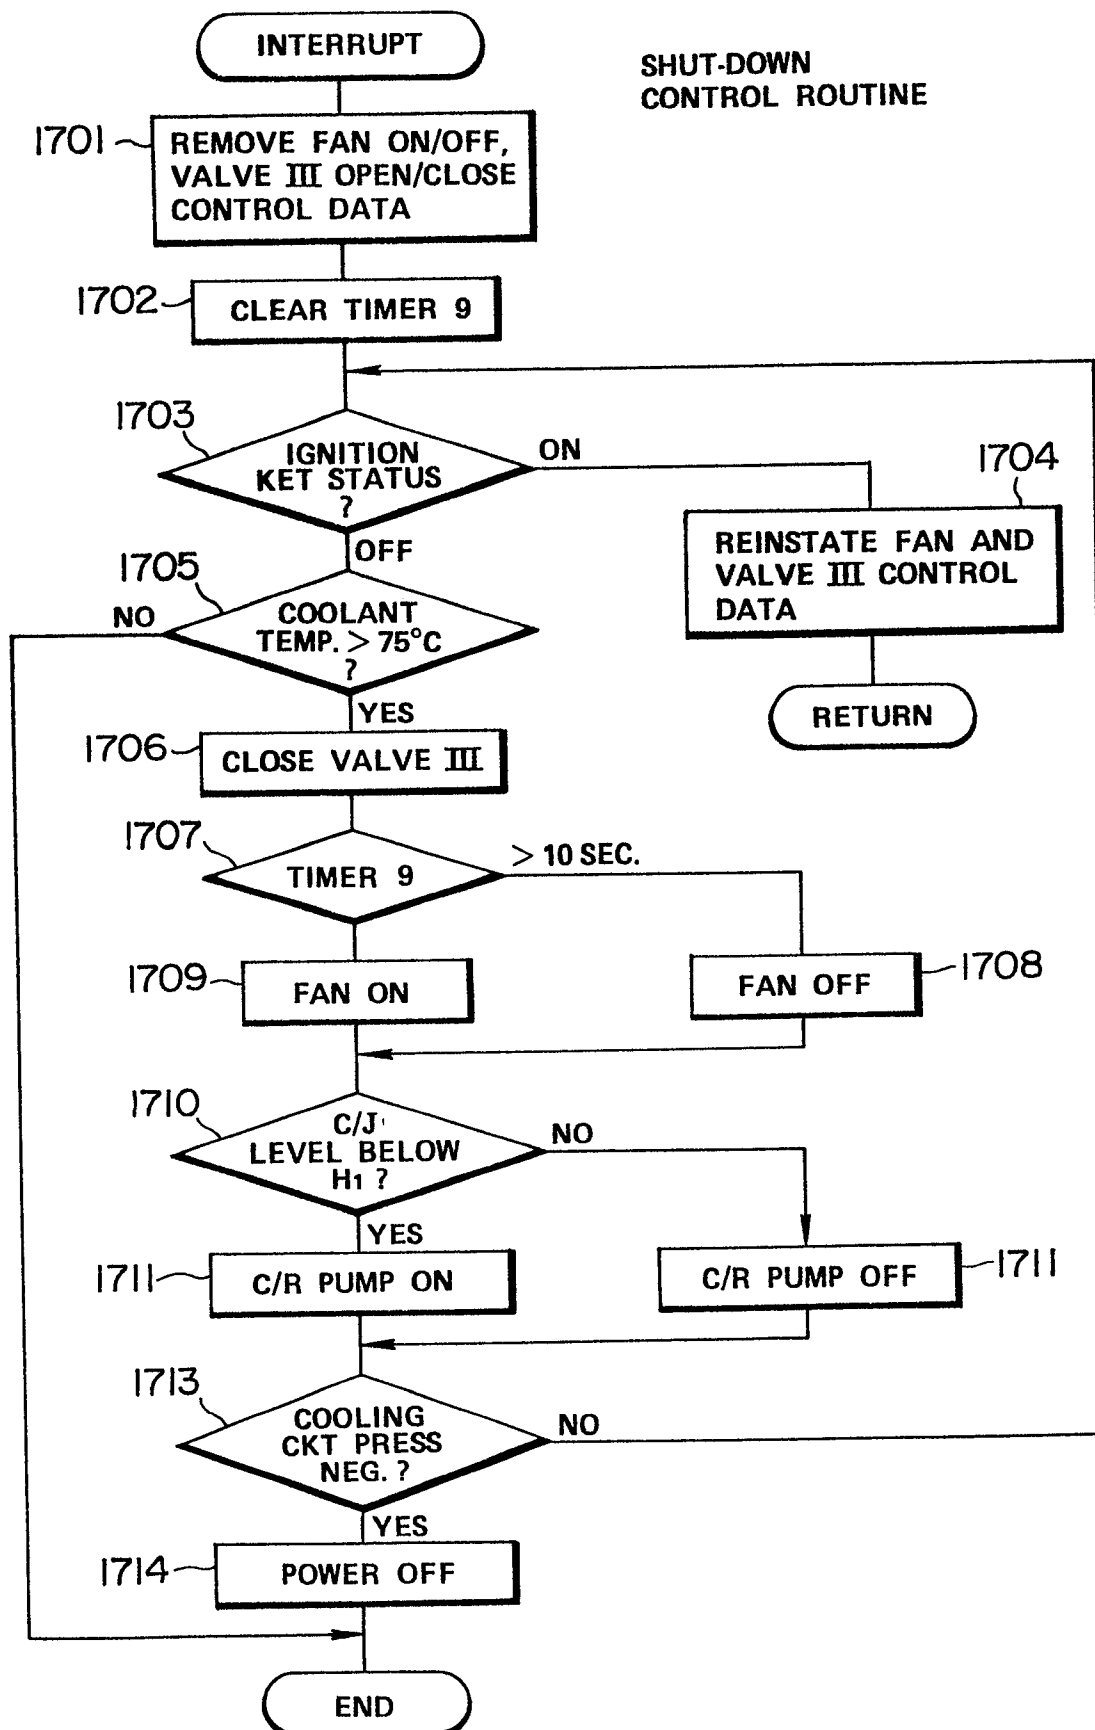 INTERRUPT
SHUT-DOWN
CONTROL ROUTINE
1701
REMOVE FAN ON/OFF,
VALVE III OPEN/CLOSE
CONTROL DATA
1702
CLEAR TIMER 9
1703
IGNITION
KET STATUS
?
ON
1704
REINSTATE FAN AND
VALVE III CONTROL
DATA
RETURN
OFF
1705
NO
COOLANT
TEMP. > 75°C
?
YES
1706
CLOSE VALVE III
1707
TIMER 9
> 10 SEC.
1709
FAN ON
FAN OFF
1708
1710
C/J
LEVEL BELOW
H1 ?
NO
YES
1711
C/R PUMP ON
C/R PUMP OFF
1711
1713
COOLING
CKT PRESS
NEG. ?
NO
YES
1714
POWER OFF
END